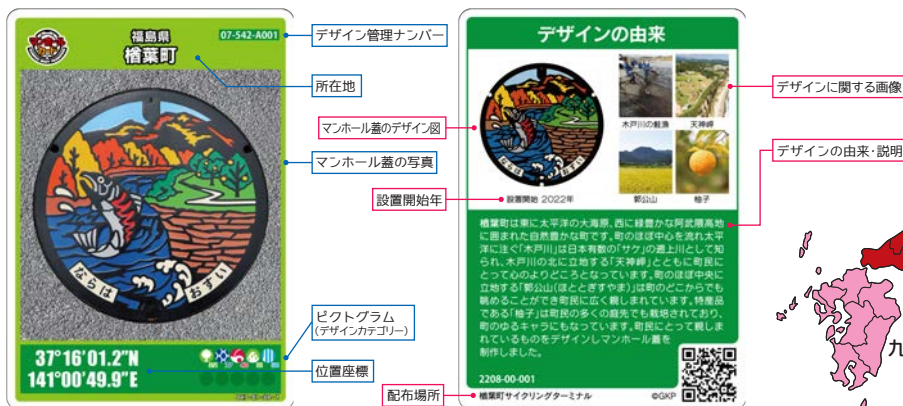 福島県
楢葉町
07-542-A001
デザイン管理ナンバー
所在地
マンホール蓋の写真
ならは
おすい
ピクトグラム
(デザインカテゴリー)
37°16'01.2"N
141°00'49.9"E
位置座標
デザインの由来
マンホール蓋のデザイン図
ならは
おすい
木戸川の鮭漁
天神岬
郭公山
柚子
デザインに関する画像
設置開始年
設置開始 2022年
デザインの由来・説明
楢葉町は東に太平洋の大海原、西に緑豊かな阿武隈高地
に囲まれた自然豊かな町です。町のほぼ中心を流れ太平
洋に注ぐ「木戸川」は日本有数の「サケ」の遡上川として知
られ、木戸川の北に立地する「天神岬」とともに町民に
とって心のよりどころとなっています。町のほぼ中央に
立地する「郭公山(ほととぎすやま)」は町のどこからでも
眺めることができ町民に広く親しまれています。特産品
である「柚子」は町民の多くの庭先でも栽培されており、
町のゆるキャラにもなっています。町民にとって親しま
れているものをデザインしマンホール蓋を
制作しました。
2208-00-001
配布場所
楢葉町サイクリングターミナル
©GKP
九